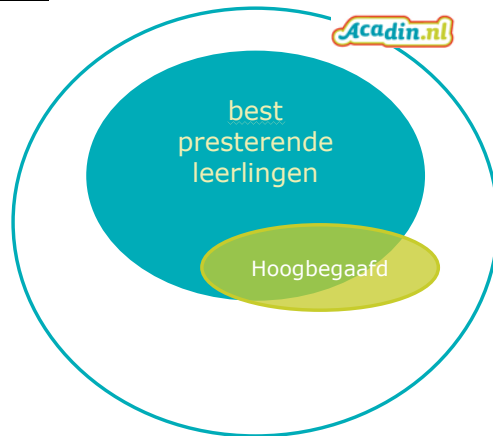 Acadin.nl
best
presterende
leerlingen
Hoogbegaafd